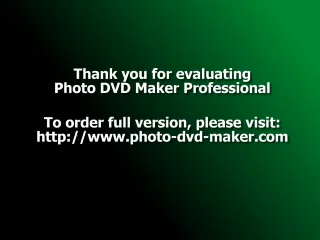 Thank you for evaluating
Photo DVD Maker Professional
To order full version, please visit:
http://www.photo-dvd-maker.com